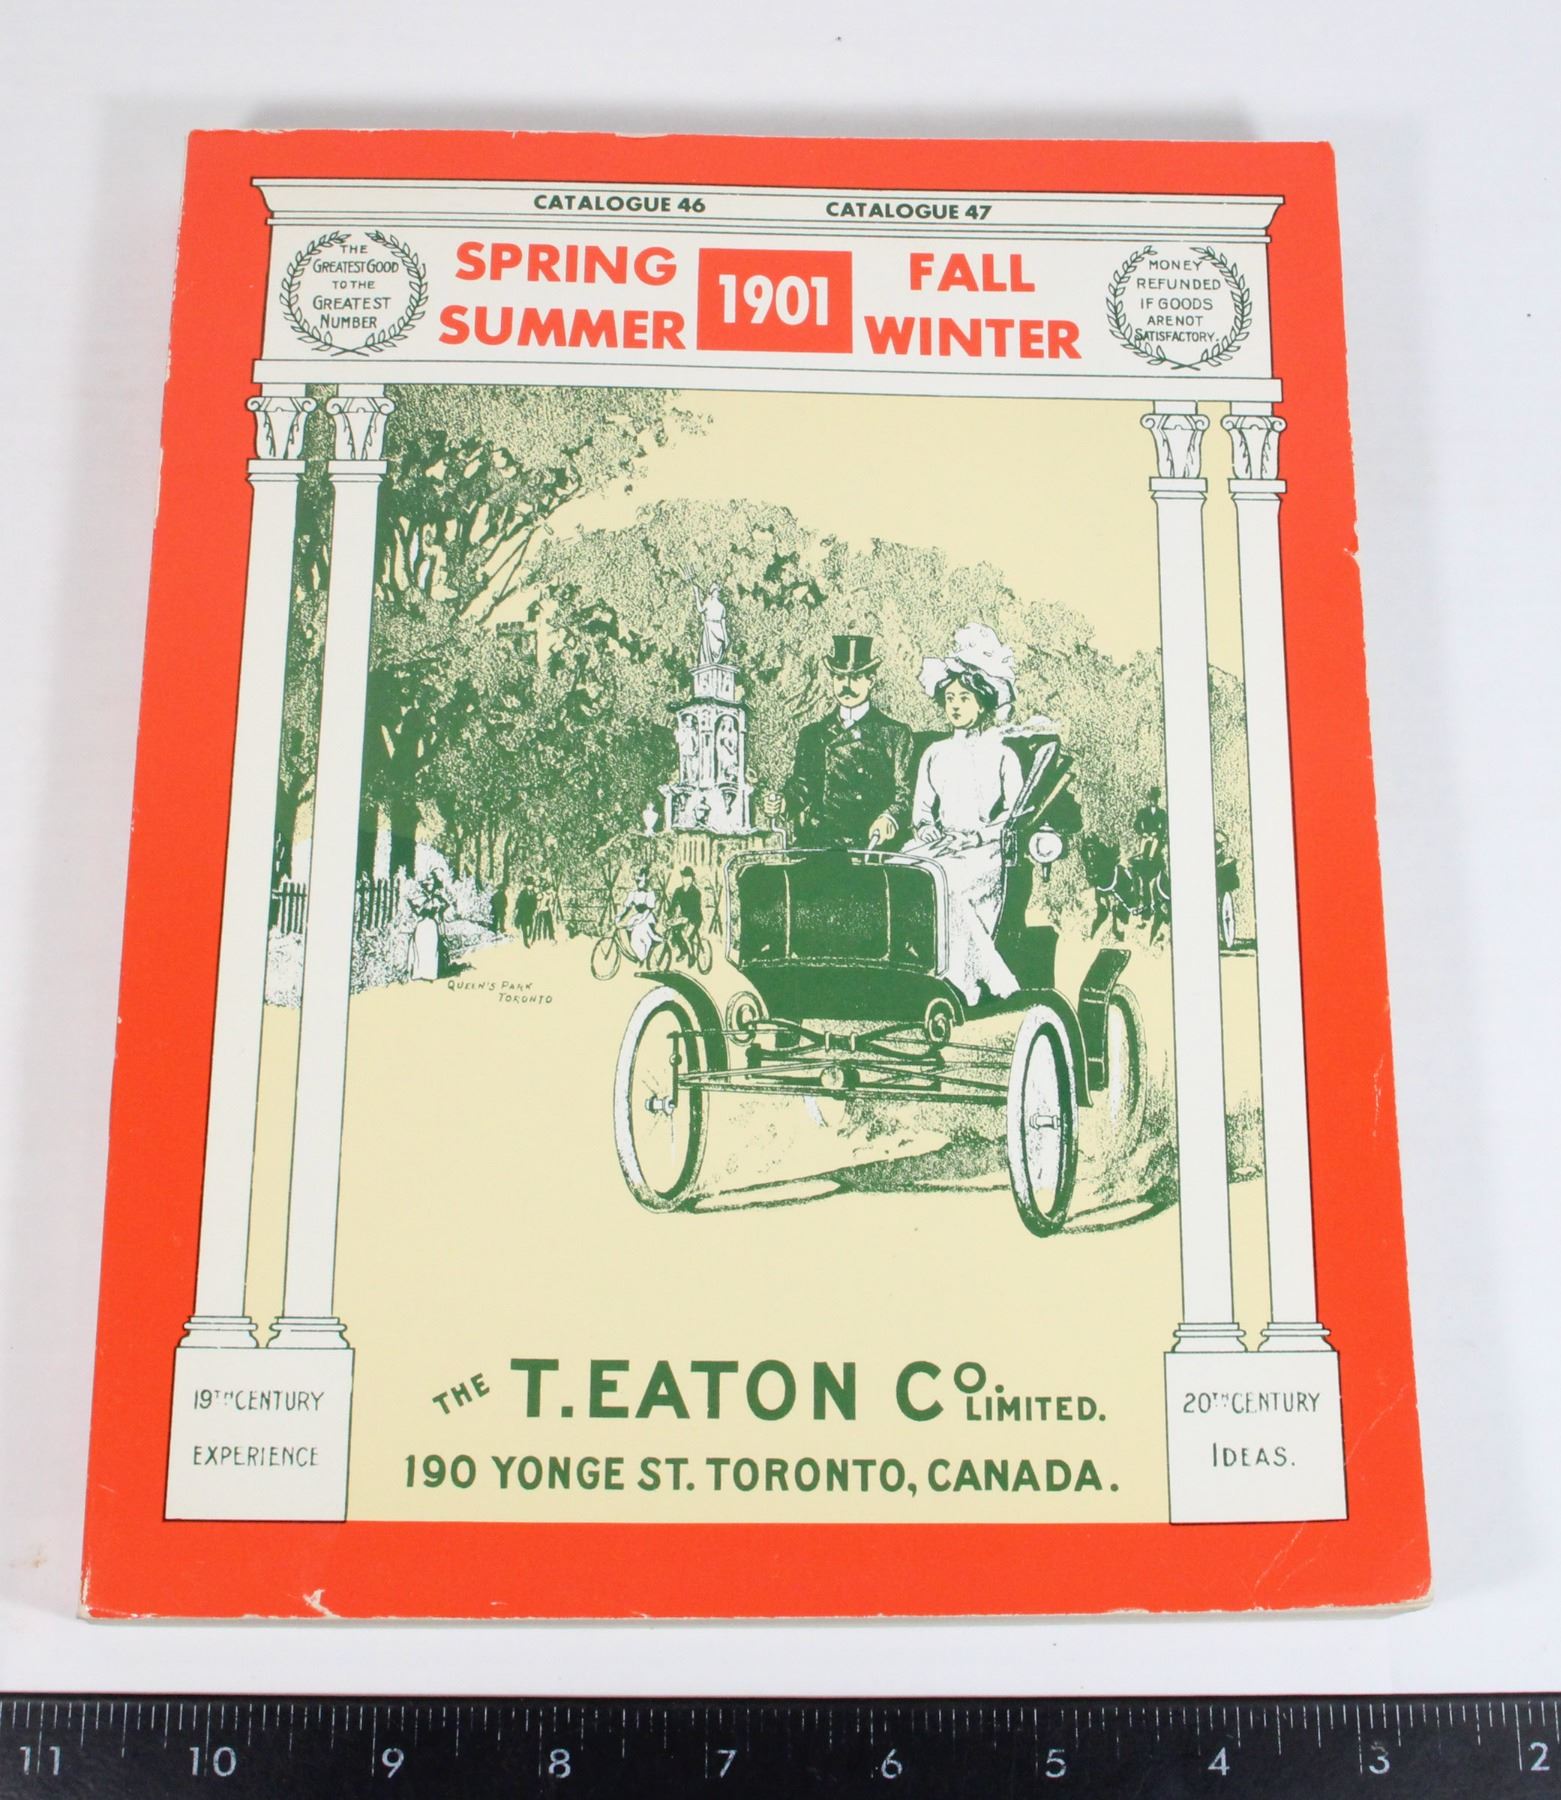 CATALOGUE 46
CATALOGUE 47
THE
GREATEST GOOD
TO THE
GREATEST
NUMBER
SPRING
SUMMER
1901
FALL
WINTER
MONEY
REFUNDED
IF GOODS
ARE NOT
SATISFACTORY.
QUEEN'S PARK
TORONTO
THE T. EATON CO. LIMITED.
190 YONGE ST. TORONTO, CANADA.
19TH CENTURY
EXPERIENCE
20TH CENTURY
IDEAS.
11 10 9 8 7 6 5 4 3 2